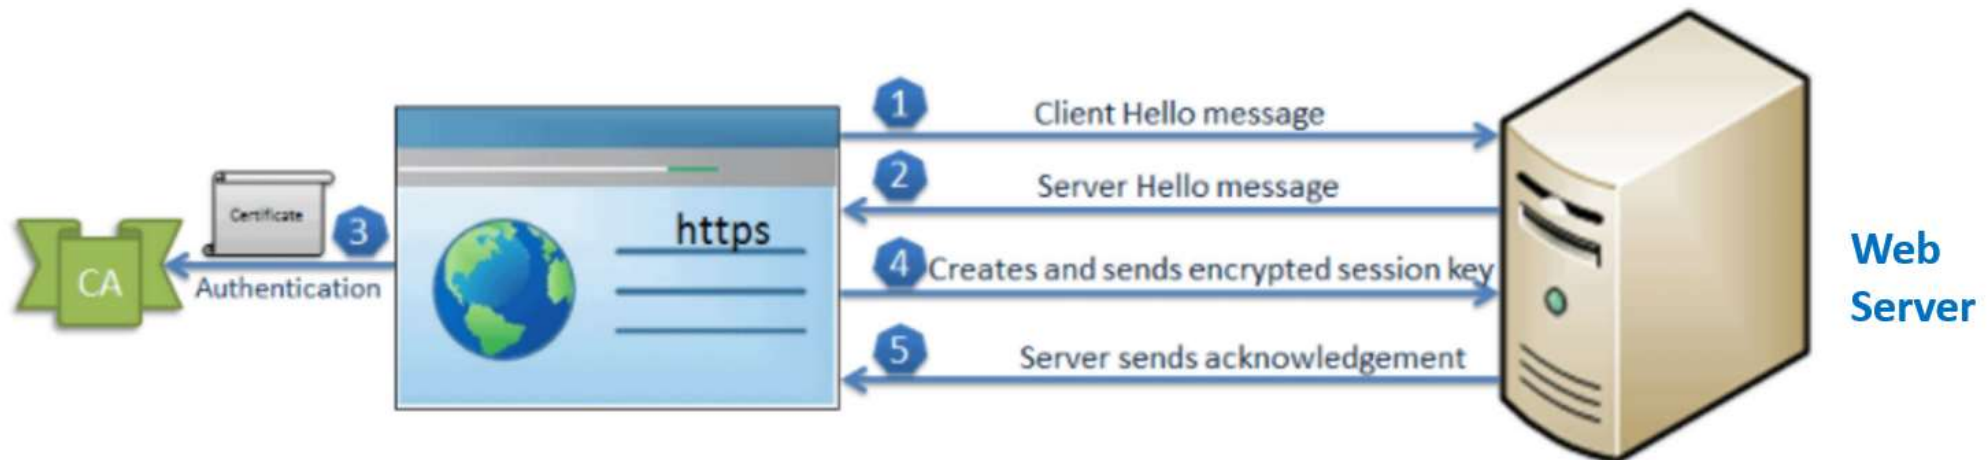 1
Client Hello message
2
Server Hello message
Certificate
3
https
CA
Authentication
4
Creates and sends encrypted session key
5
Server sends acknowledgement
Web
Server